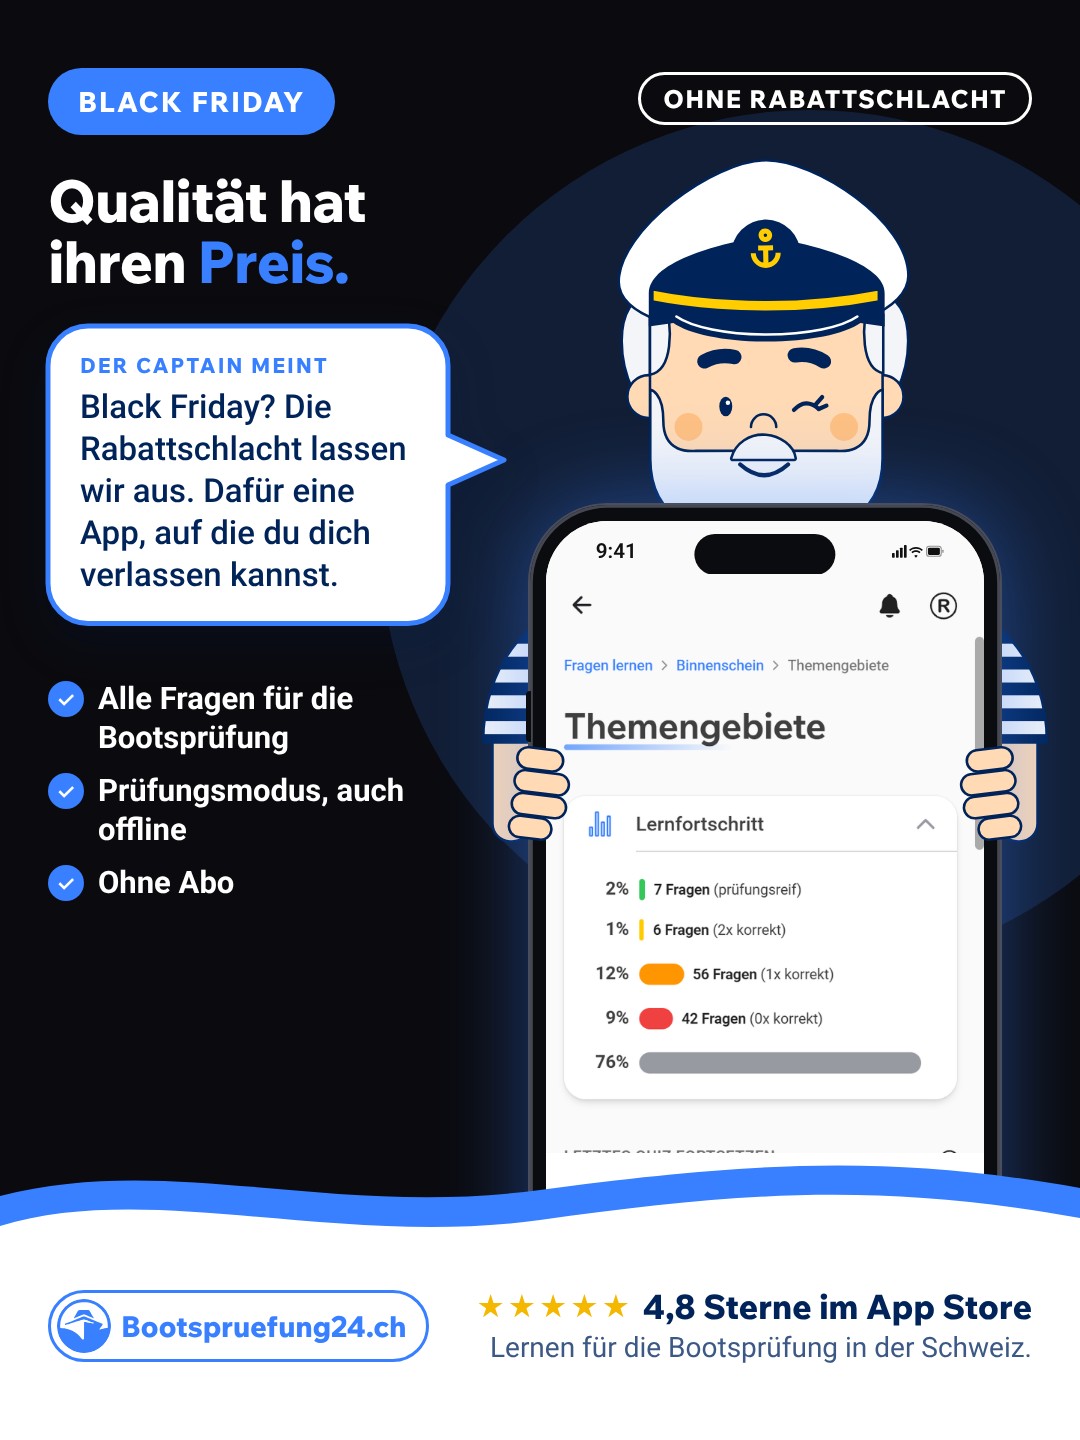 BLACK FRIDAY
OHNE RABATTSCHLACHT
Qualität hat
ihren Preis.
DER CAPTAIN MEINT
Black Friday? Die
Rabattschlacht lassen
wir aus. Dafür eine
App, auf die du dich
verlassen kannst.
Alle Fragen für die
Bootsprüfung
Prüfungsmodus, auch
offline
Ohne Abo
9:41
R
Fragen lernen > Binnenschein > Themengebiete
Themengebiete
Lernfortschritt
2% 7 Fragen (prüfungsreif)
1% 6 Fragen (2x korrekt)
12% 56 Fragen (1x korrekt)
9% 42 Fragen (0x korrekt)
76%
Bootspruefung24.ch
★★★★★ 4,8 Sterne im App Store
Lernen für die Bootsprüfung in der Schweiz.